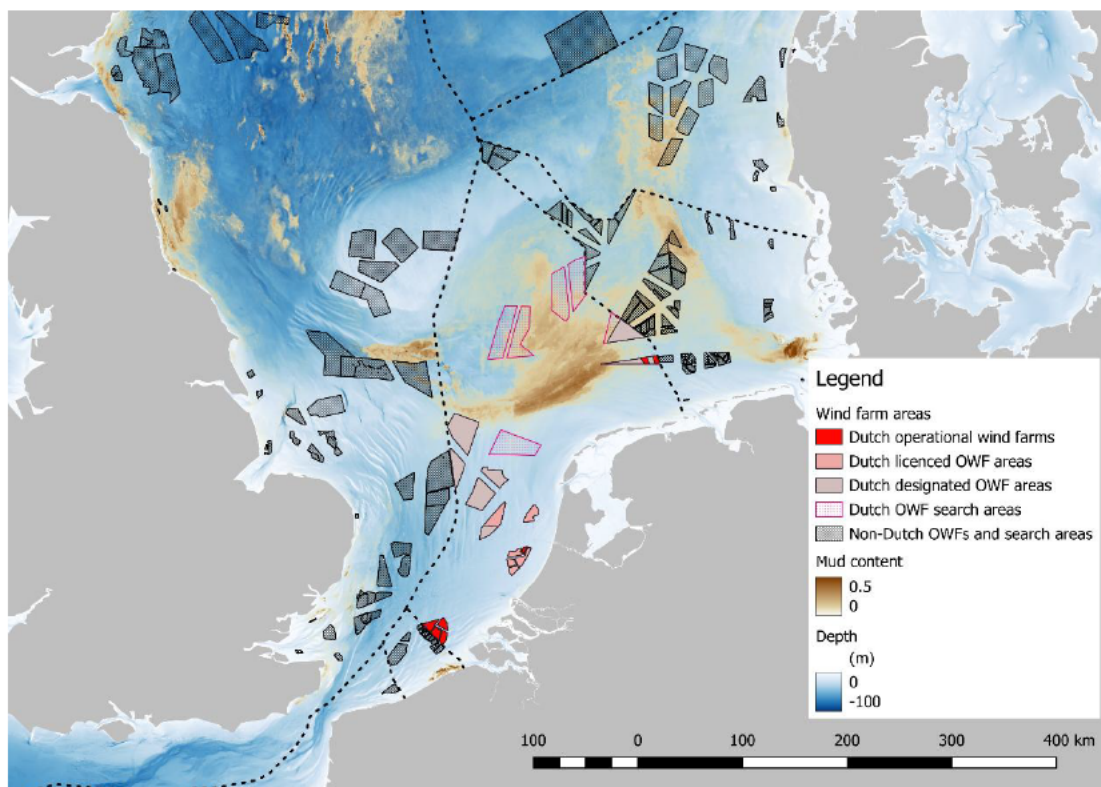 Legend
Wind farm areas
Dutch operational wind farms
Dutch licenced OWF areas
Dutch designated OWF areas
Dutch OWF search areas
Non-Dutch OWFs and search areas
Mud content
0.5
0
Depth
(m)
0
-100
100 0 100 200 300 400 km